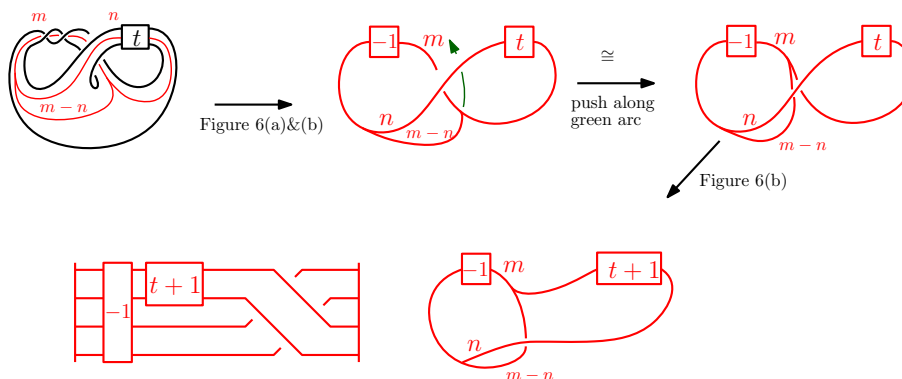 m n
t
m − n
Figure 6(a)&(b)
−1 m t
n
m − n
≅
push along
green arc
−1 m t
n
m − n
Figure 6(b)
t + 1
−1
−1 m t + 1
n
m − n